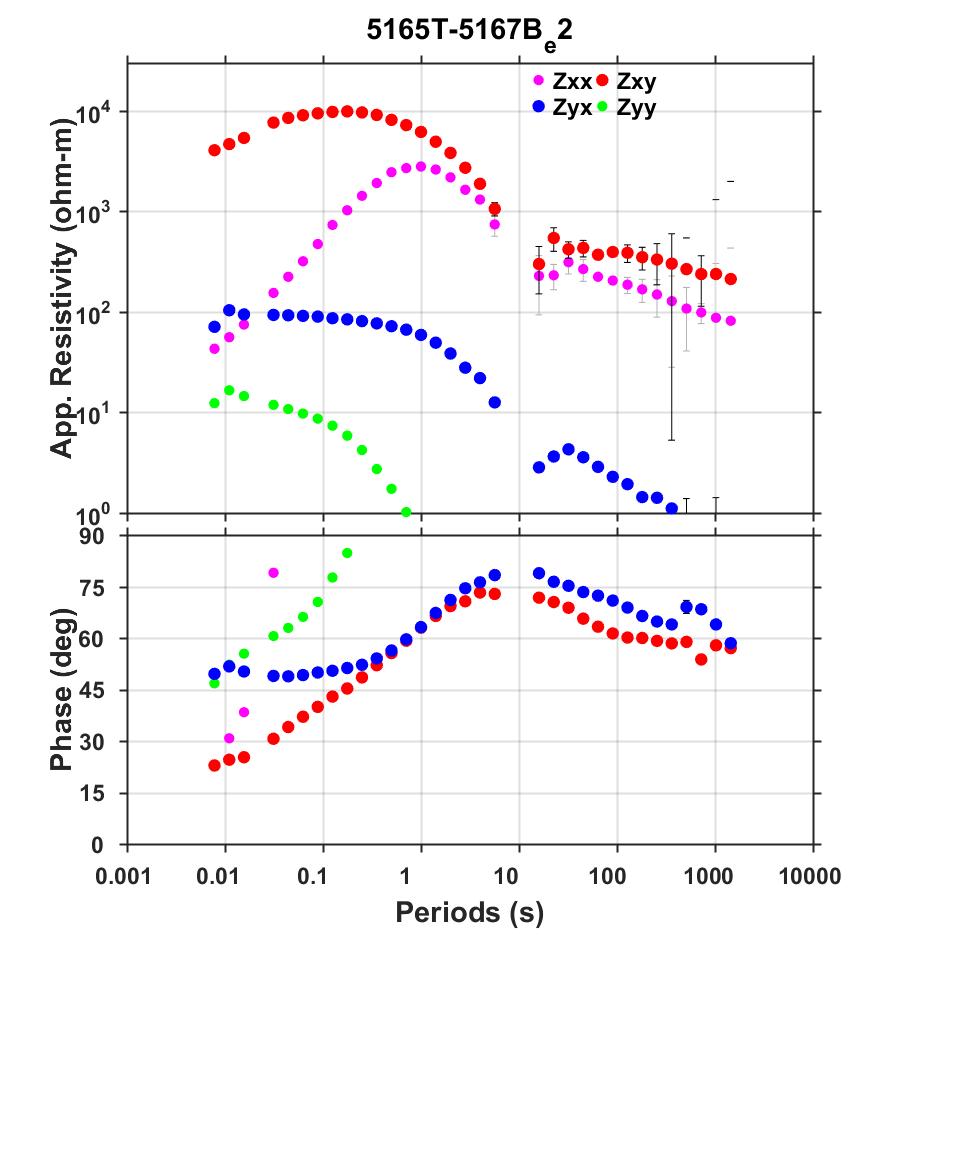 5165T-5167Be2
Zxx Zxy
Zyx Zyy
App. Resistivity (ohm-m)
10^4
10^3
10^2
10^1
10^0
Phase (deg)
90
75
60
45
30
15
0
0.001 0.01 0.1 1 10 100 1000 10000
Periods (s)